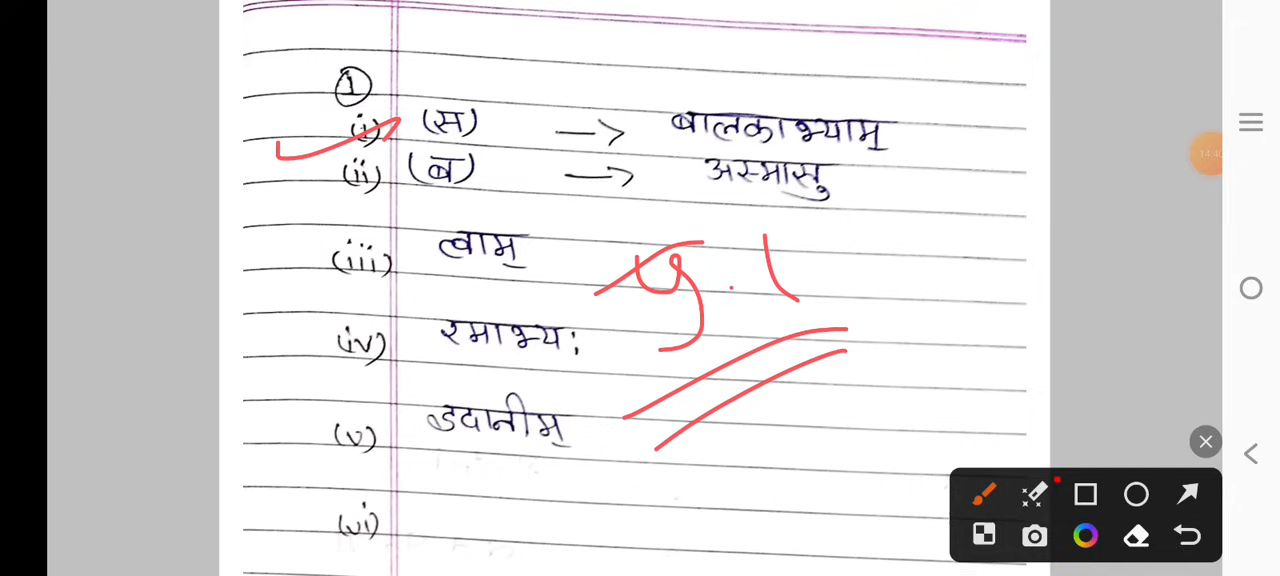 ①
(i) (स) → बालकाभ्याम्
(ii) (ब) → अस्मासु
(iii) त्वाम्
(iv) रमाभ्य:
(v) इदानीम्
(vi)